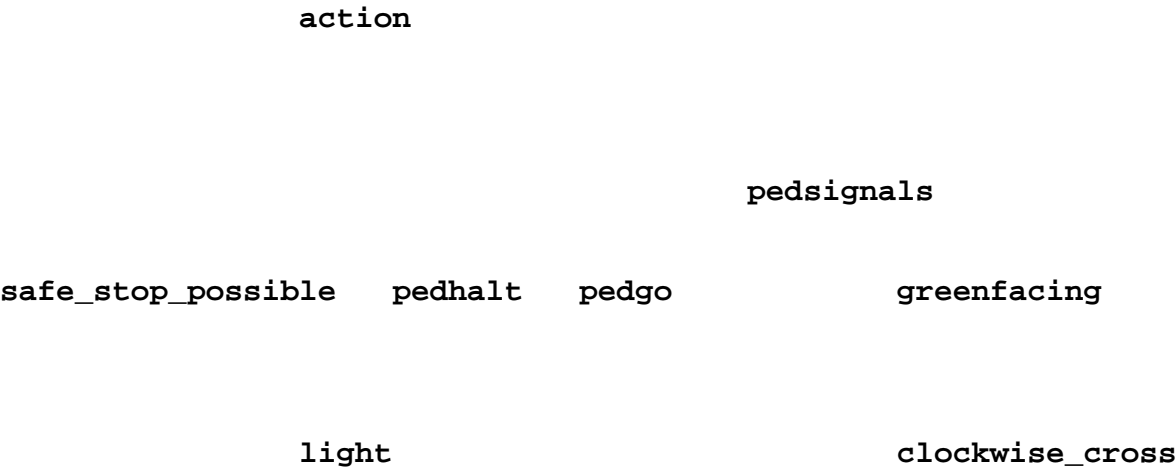 action
pedsignals
safe_stop_possible pedhalt pedgo greenfacing
light clockwise_cross